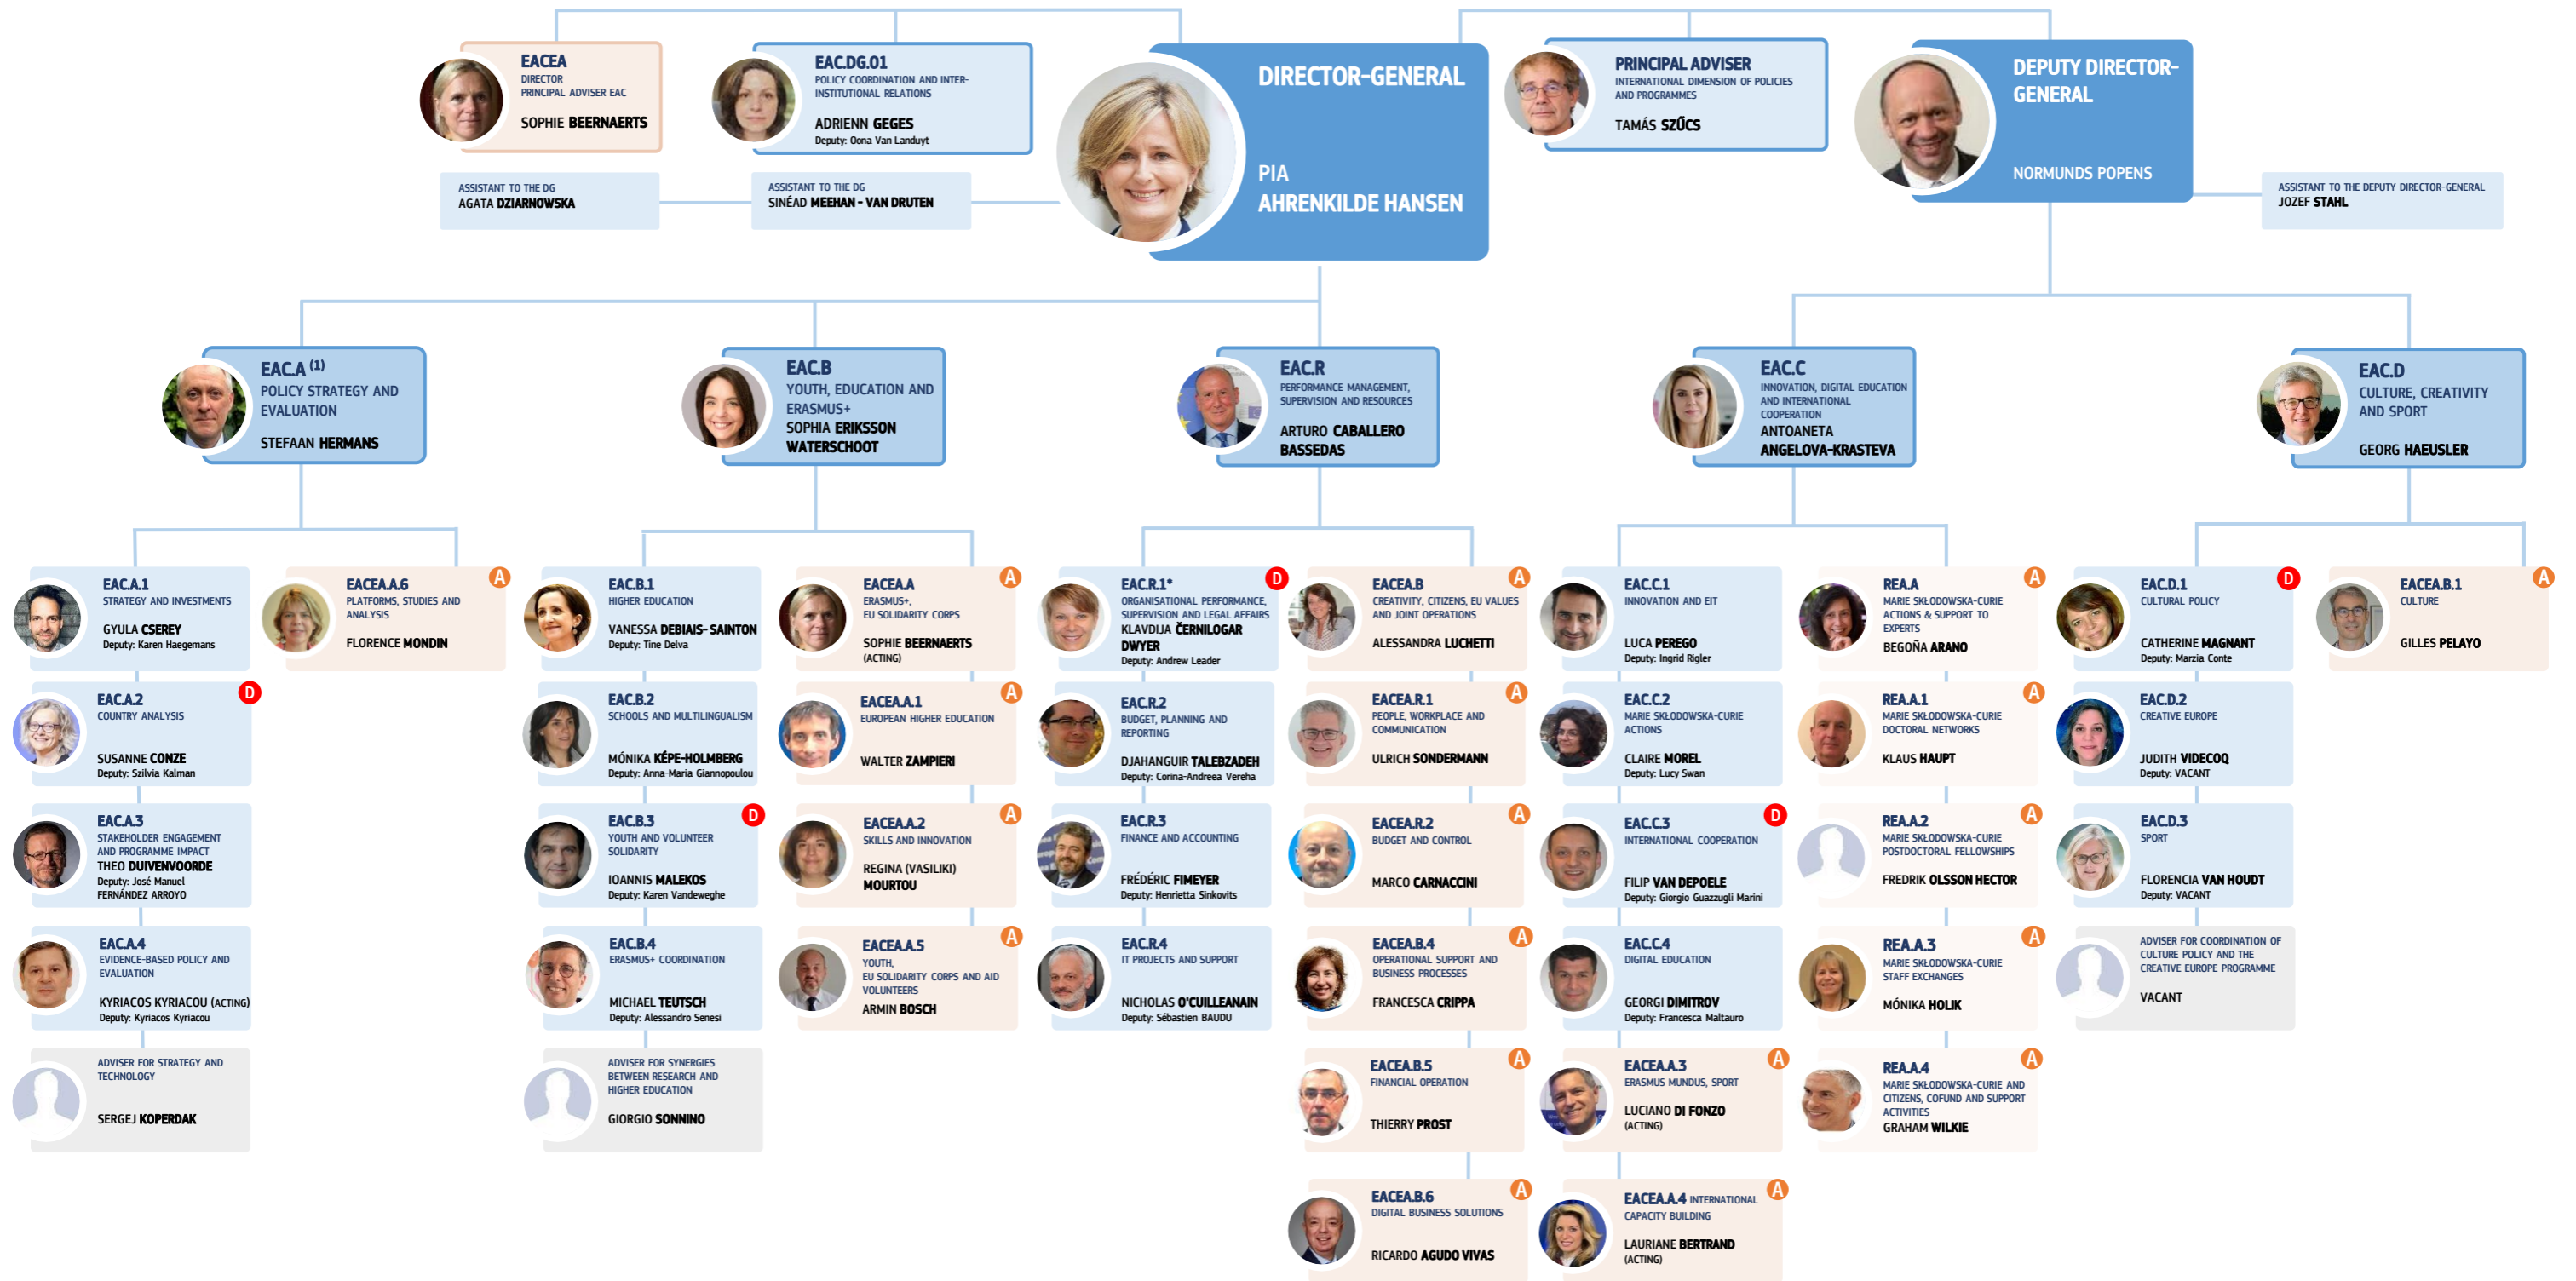 EACEA
DIRECTOR
PRINCIPAL ADVISER EAC
SOPHIE BEERNAERTS
EAC.DG.01
POLICY COORDINATION AND INTER-
INSTITUTIONAL RELATIONS
ADRIENN GEGES
Deputy: Oona Van Landuyt
DIRECTOR-GENERAL
PIA
AHRENKILDE HANSEN
PRINCIPAL ADVISER
INTERNATIONAL DIMENSION OF POLICIES
AND PROGRAMMES
TAMÁS SZŰCS
DEPUTY DIRECTOR-
GENERAL
NORMUNDS POPENS
ASSISTANT TO THE DG
AGATA DZIARNOWSKA
ASSISTANT TO THE DG
SINÉAD MEEHAN - VAN DRUTEN
ASSISTANT TO THE DEPUTY DIRECTOR-GENERAL
JOZEF STAHL
EAC.A (1)
POLICY STRATEGY AND
EVALUATION
STEFAAN HERMANS
EAC.B
YOUTH, EDUCATION AND
ERASMUS+
SOPHIA ERIKSSON
WATERSCHOOT
EAC.R
PERFORMANCE MANAGEMENT,
SUPERVISION AND RESOURCES
ARTURO CABALLERO
BASSEDAS
EAC.C
INNOVATION, DIGITAL EDUCATION
AND INTERNATIONAL
COOPERATION
ANTOANETA
ANGELOVA-KRASTEVA
EAC.D
CULTURE, CREATIVITY
AND SPORT
GEORG HAEUSLER
EAC.A.1
STRATEGY AND INVESTMENTS
GYULA CSEREY
Deputy: Karen Haegemans
EAC.A.2
D
COUNTRY ANALYSIS
SUSANNE CONZE
Deputy: Szilvia Kalman
EAC.A.3
STAKEHOLDER ENGAGEMENT
AND PROGRAMME IMPACT
THEO DUIVENVOORDE
Deputy: José Manuel
FERNÁNDEZ ARROYO
EAC.A.4
EVIDENCE-BASED POLICY AND
EVALUATION
KYRIACOS KYRIACOU (ACTING)
Deputy: Kyriacos Kyriacou
ADVISER FOR STRATEGY AND
TECHNOLOGY
SERGEJ KOPERDAK
EACEA.A.6
A
PLATFORMS, STUDIES AND
ANALYSIS
FLORENCE MONDIN
EAC.B.1
HIGHER EDUCATION
VANESSA DEBIAIS- SAINTON
Deputy: Tine Delva
EAC.B.2
SCHOOLS AND MULTILINGUALISM
MÓNIKA KÉPE-HOLMBERG
Deputy: Anna-Maria Giannopoulou
EAC.B.3
D
YOUTH AND VOLUNTEER
SOLIDARITY
IOANNIS MALEKOS
Deputy: Karen Vandeweghe
EAC.B.4
ERASMUS+ COORDINATION
MICHAEL TEUTSCH
Deputy: Alessandro Senesi
ADVISER FOR SYNERGIES
BETWEEN RESEARCH AND
HIGHER EDUCATION
GIORGIO SONNINO
EACEA.A
A
ERASMUS+,
EU SOLIDARITY CORPS
SOPHIE BEERNAERTS
(ACTING)
EACEA.A.1
A
EUROPEAN HIGHER EDUCATION
WALTER ZAMPIERI
EACEA.A.2
A
SKILLS AND INNOVATION
REGINA (VASILIKI)
MOURTOU
EACEA.A.5
A
YOUTH,
EU SOLIDARITY CORPS AND AID
VOLUNTEERS
ARMIN BOSCH
EAC.R.1*
D
ORGANISATIONAL PERFORMANCE,
SUPERVISION AND LEGAL AFFAIRS
KLAVDIJA ČERNILOGAR
DWYER
Deputy: Andrew Leader
EAC.R.2
BUDGET, PLANNING AND
REPORTING
DJAHANGUIR TALEBZADEH
Deputy: Corina-Andreea Vereha
EAC.R.3
FINANCE AND ACCOUNTING
FRÉDÉRIC FIMEYER
Deputy: Henrietta Sinkovits
EAC.R.4
IT PROJECTS AND SUPPORT
NICHOLAS O'CUILLEANAIN
Deputy: Sébastien BAUDU
EACEA.B
A
CREATIVITY, CITIZENS, EU VALUES
AND JOINT OPERATIONS
ALESSANDRA LUCHETTI
EACEA.R.1
A
PEOPLE, WORKPLACE AND
COMMUNICATION
ULRICH SONDERMANN
EACEA.R.2
A
BUDGET AND CONTROL
MARCO CARNACCINI
EACEA.B.4
A
OPERATIONAL SUPPORT AND
BUSINESS PROCESSES
FRANCESCA CRIPPA
EACEA.B.5
A
FINANCIAL OPERATION
THIERRY PROST
EACEA.B.6
A
DIGITAL BUSINESS SOLUTIONS
RICARDO AGUDO VIVAS
EAC.C.1
INNOVATION AND EIT
LUCA PEREGO
Deputy: Ingrid Rigler
EAC.C.2
MARIE SKŁODOWSKA-CURIE
ACTIONS
CLAIRE MOREL
Deputy: Lucy Swan
EAC.C.3
D
INTERNATIONAL COOPERATION
FILIP VAN DEPOELE
Deputy: Giorgio Guazzugli Marini
EAC.C.4
DIGITAL EDUCATION
GEORGI DIMITROV
Deputy: Francesca Maltauro
EACEA.A.3
A
ERASMUS MUNDUS, SPORT
LUCIANO DI FONZO
(ACTING)
EACEA.A.4 INTERNATIONAL
A
CAPACITY BUILDING
LAURIANE BERTRAND
(ACTING)
REA.A
A
MARIE SKŁODOWSKA-CURIE
ACTIONS & SUPPORT TO
EXPERTS
BEGOÑA ARANO
REA.A.1
A
MARIE SKŁODOWSKA-CURIE
DOCTORAL NETWORKS
KLAUS HAUPT
REA.A.2
A
MARIE SKŁODOWSKA-CURIE
POSTDOCTORAL FELLOWSHIPS
FREDRIK OLSSON HECTOR
REA.A.3
A
MARIE SKŁODOWSKA-CURIE
STAFF EXCHANGES
MÓNIKA HOLIK
REA.A.4
A
MARIE SKŁODOWSKA-CURIE AND
CITIZENS, COFUND AND SUPPORT
ACTIVITIES
GRAHAM WILKIE
EAC.D.1
D
CULTURAL POLICY
CATHERINE MAGNANT
Deputy: Marzia Conte
EAC.D.2
CREATIVE EUROPE
JUDITH VIDECOQ
Deputy: VACANT
EAC.D.3
SPORT
FLORENCIA VAN HOUDT
Deputy: VACANT
ADVISER FOR COORDINATION OF
CULTURE POLICY AND THE
CREATIVE EUROPE PROGRAMME
VACANT
EACEA.B.1
A
CULTURE
GILLES PELAYO